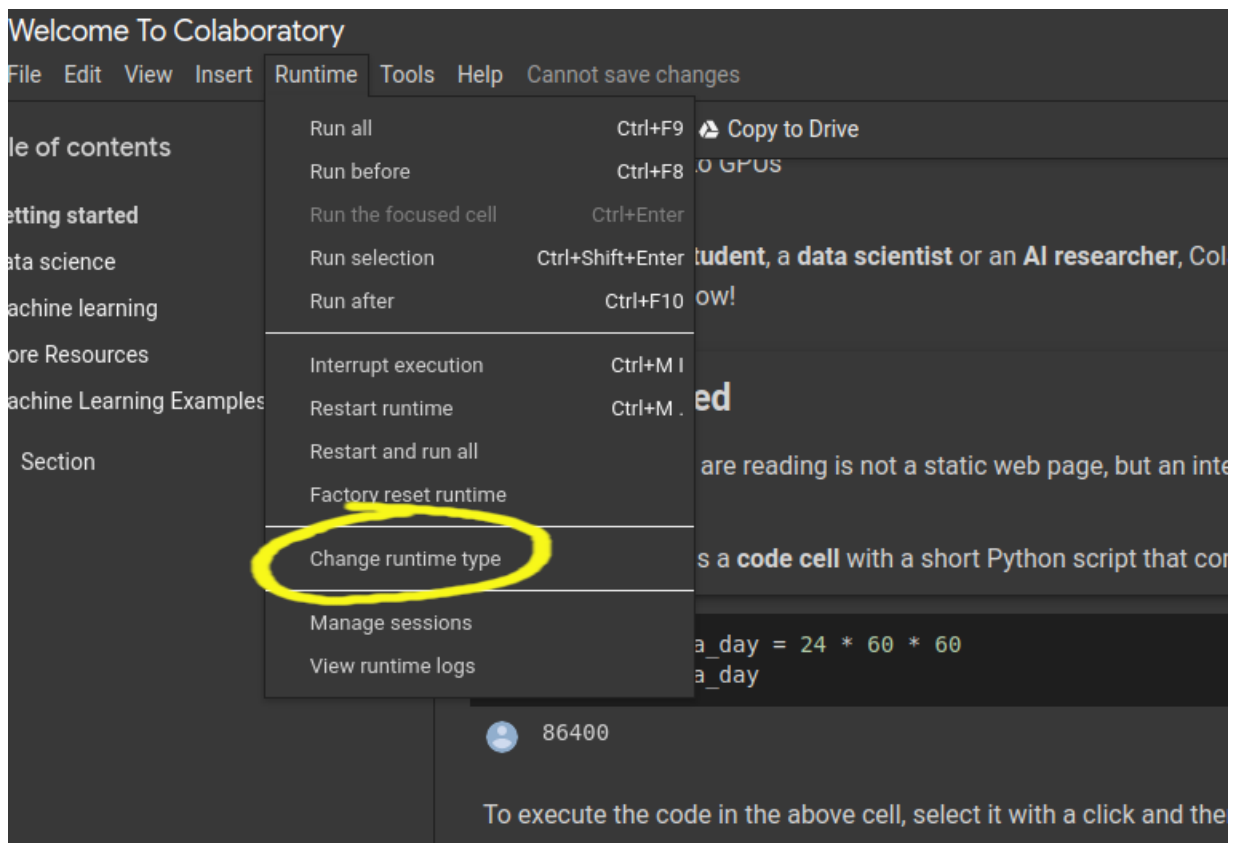 Welcome To Colaboratory
File Edit View Insert Runtime Tools Help Cannot save changes
le of contents
etting started
ata science
achine learning
ore Resources
achine Learning Examples
Section
Run all Ctrl+F9
Run before Ctrl+F8
Run the focused cell Ctrl+Enter
Run selection Ctrl+Shift+Enter
Run after Ctrl+F10
Interrupt execution Ctrl+M I
Restart runtime Ctrl+M .
Restart and run all
Factory reset runtime
Change runtime type
Manage sessions
View runtime logs
Copy to Drive
to GPUs
tudent, a data scientist or an AI researcher, Col
ow!
ed
are reading is not a static web page, but an inte
s a code cell with a short Python script that cor
a_day = 24 * 60 * 60
a_day
86400
To execute the code in the above cell, select it with a click and the